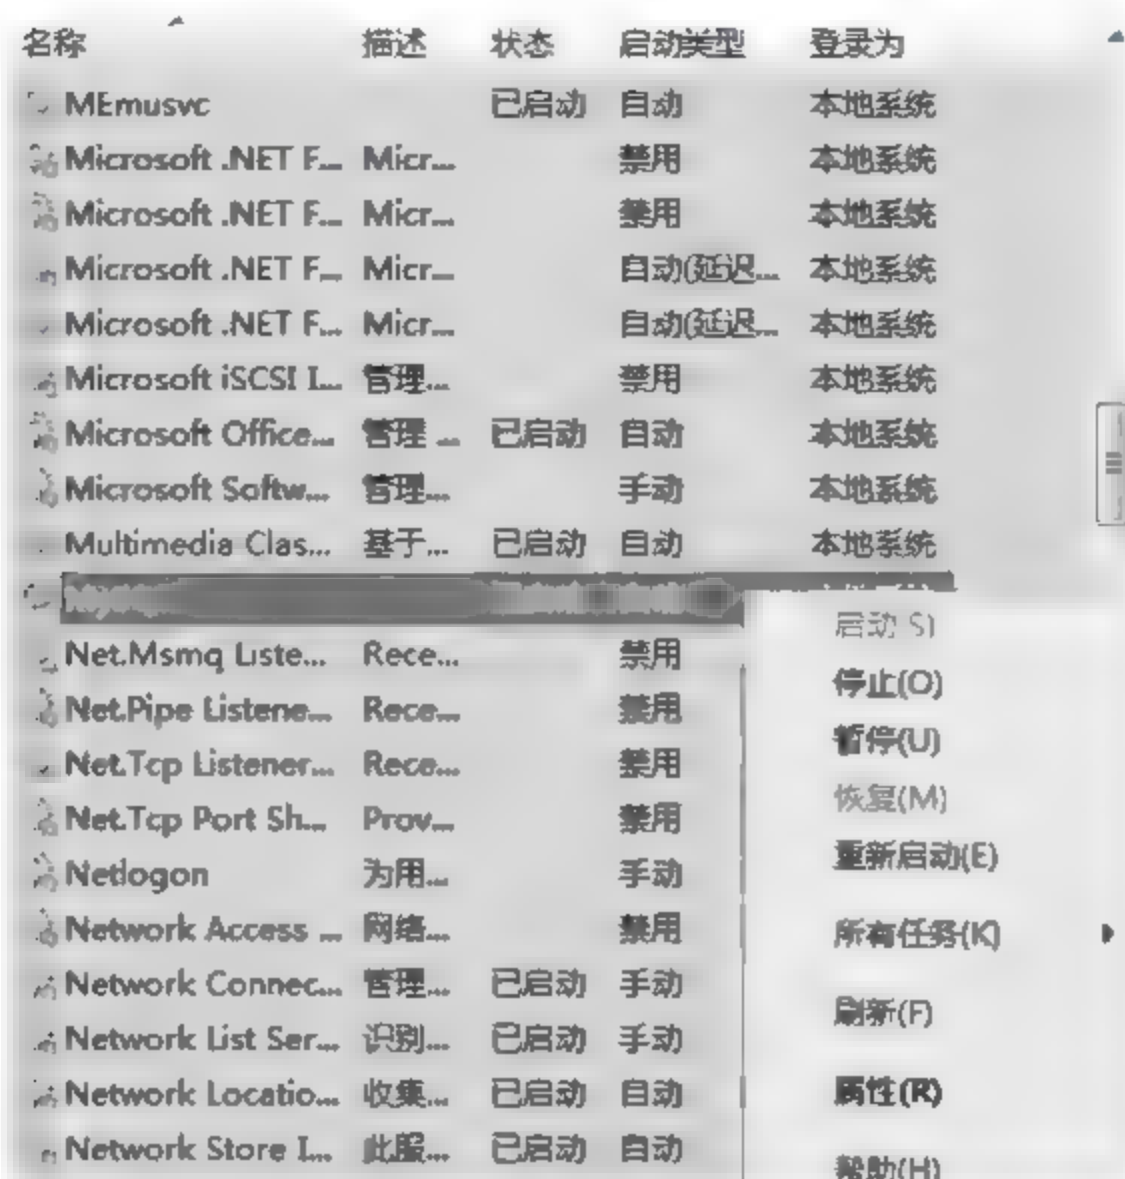 名称 描述 状态 启动类型 登录为
MEmusvc 已启动 自动 本地系统
Microsoft .NET F... Micr... 禁用 本地系统
Microsoft .NET F... Micr... 禁用 本地系统
Microsoft .NET F... Micr... 自动(延迟... 本地系统
Microsoft .NET F... Micr... 自动(延迟... 本地系统
Microsoft iSCSI I... 管理... 禁用 本地系统
Microsoft Office... 管理 ... 已启动 自动 本地系统
Microsoft Softw... 管理... 手动 本地系统
Multimedia Clas... 基于... 已启动 自动 本地系统
启动(S)
Net.Msmq Liste... Rece... 禁用
停止(O)
Net.Pipe Listene... Rece... 禁用
暂停(U)
Net.Tcp Listener... Rece... 禁用
恢复(M)
Net.Tcp Port Sh... Prov... 禁用
重新启动(E)
Netlogon 为用... 手动
Network Access ... 网络... 禁用
所有任务(K)
Network Connec... 管理... 已启动 手动
刷新(F)
Network List Ser... 识别... 已启动 手动
Network Locatio... 收集... 已启动 自动
属性(R)
Network Store I... 此服... 已启动 自动
帮助(H)